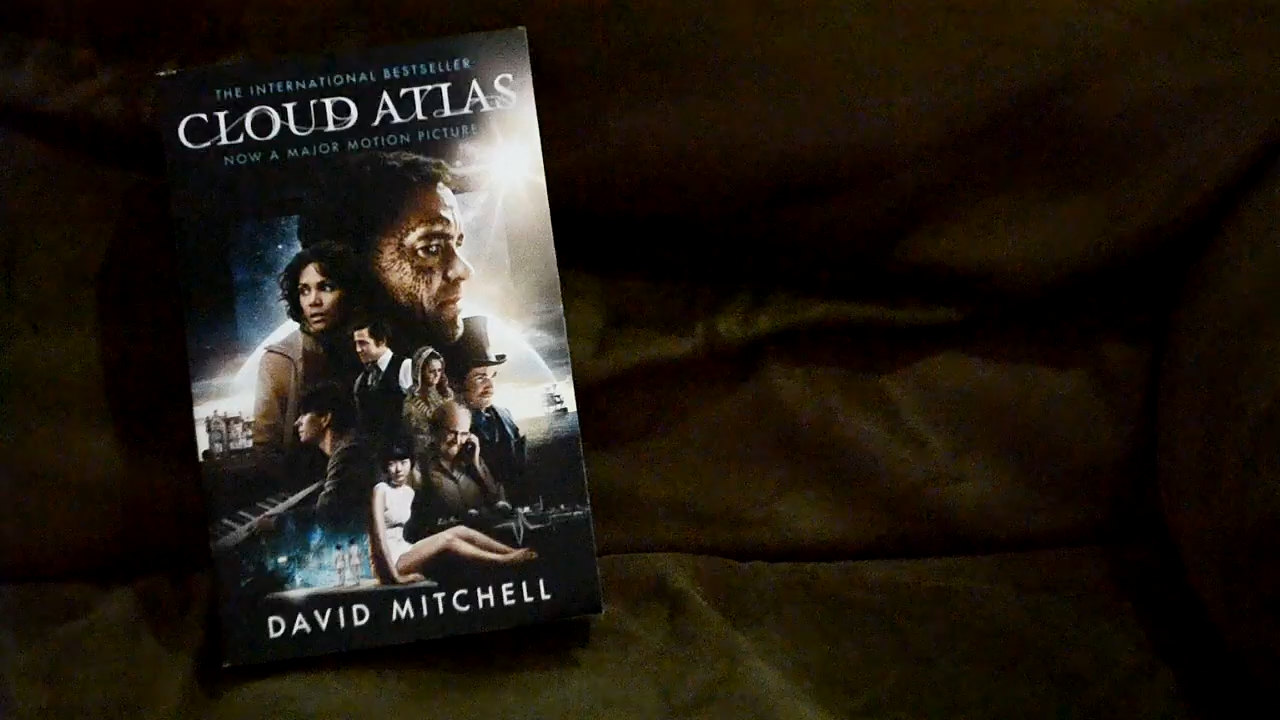 THE INTERNATIONAL BESTSELLER
CLOUD ATLAS
NOW A MAJOR MOTION PICTURE
DAVID MITCHELL